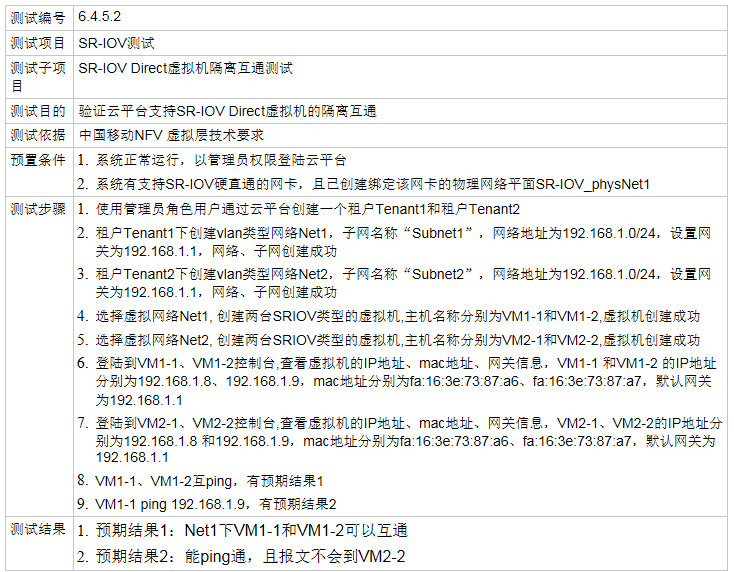 测试编号 6.4.5.2
测试项目 SR-IOV测试
测试子项 SR-IOV Direct虚拟机隔离互通测试
目
测试目的 验证云平台支持SR-IOV Direct虚拟机的隔离互通
测试依据 中国移动NFV 虚拟层技术要求
预置条件 1. 系统正常运行，以管理员权限登陆云平台
2. 系统有支持SR-IOV硬直通的网卡，且已创建绑定该网卡的物理网络平面SR-IOV_physNet1
测试步骤 1. 使用管理员角色用户通过云平台创建一个租户Tenant1和租户Tenant2
2. 租户Tenant1下创建vlan类型网络Net1，子网名称“Subnet1”，网络地址为192.168.1.0/24，设置网
关为192.168.1.1，网络、子网创建成功
3. 租户Tenant2下创建vlan类型网络Net2，子网名称“Subnet2”，网络地址为192.168.1.0/24，设置网
关为192.168.1.1，网络、子网创建成功
4. 选择虚拟网络Net1, 创建两台SRIOV类型的虚拟机,主机名称分别为VM1-1和VM1-2,虚拟机创建成功
5. 选择虚拟网络Net2, 创建两台SRIOV类型的虚拟机,主机名称分别为VM2-1和VM2-2,虚拟机创建成功
6. 登陆到VM1-1、VM1-2控制台,查看虚拟机的IP地址、mac地址、网关信息，VM1-1 和VM1-2 的IP地址
分别为192.168.1.8、192.168.1.9，mac地址分别为fa:16:3e:73:87:a6、fa:16:3e:73:87:a7，默认网关
为192.168.1.1
7. 登陆到VM2-1、VM2-2控制台,查看虚拟机的IP地址、mac地址、网关信息，VM2-1、VM2-2的IP地址分
别为192.168.1.8 和192.168.1.9，mac地址分别为fa:16:3e:73:87:a6、fa:16:3e:73:87:a7，默认网关为
192.168.1.1
8. VM1-1、VM1-2互ping，有预期结果1
9. VM1-1 ping 192.168.1.9，有预期结果2
测试结果 1. 预期结果1：Net1下VM1-1和VM1-2可以互通
2. 预期结果2：能ping通，且报文不会到VM2-2